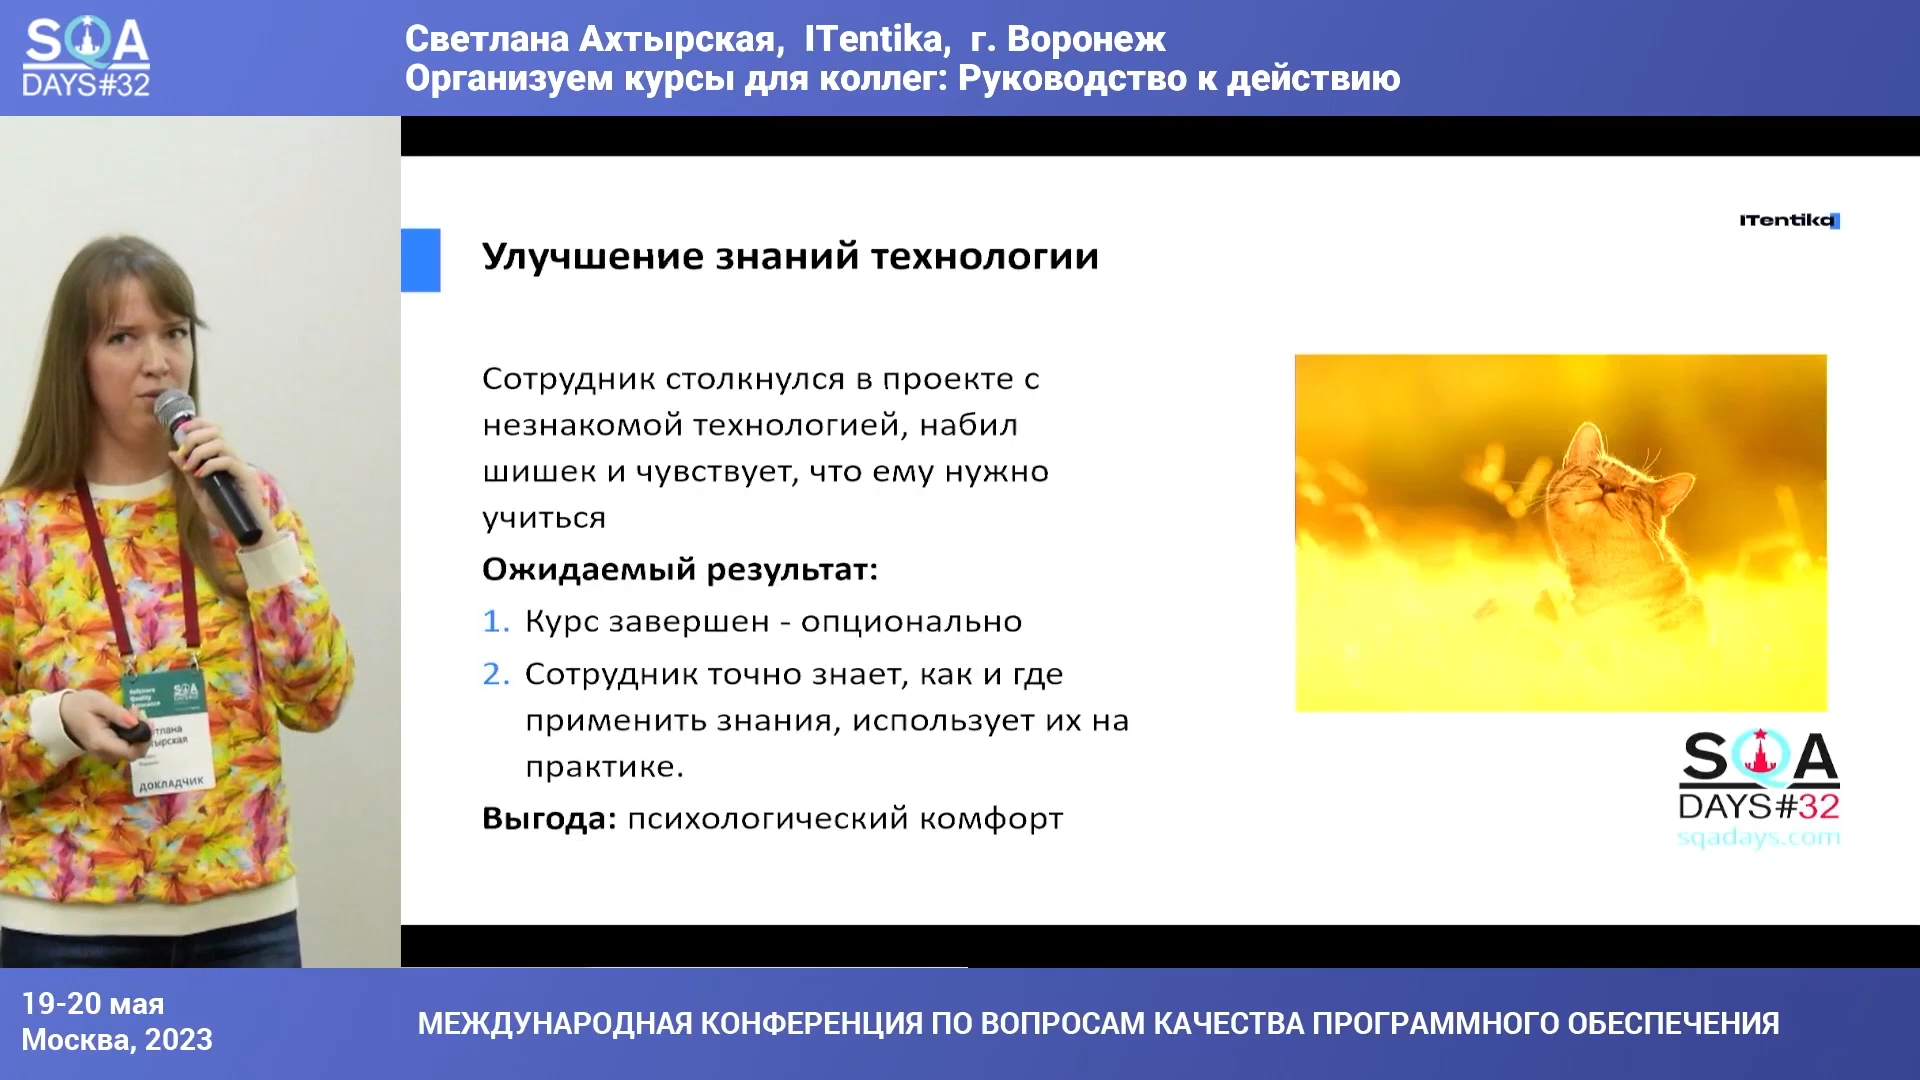 SQA
DAYS#32
Светлана Ахтырская, ITentika, г. Воронеж
Организуем курсы для коллег: Руководство к действию
ITentika
Улучшение знаний технологии
Сотрудник столкнулся в проекте с
незнакомой технологией, набил
шишек и чувствует, что ему нужно
учиться
Ожидаемый результат:
1. Курс завершен - опционально
2. Сотрудник точно знает, как и где
применить знания, использует их на
практике.
Выгода: психологический комфорт
SQA
DAYS#32
sqadays.com
Software
Quality
SQA
ДОКЛАДЧИК
19-20 мая
Москва, 2023
МЕЖДУНАРОДНАЯ КОНФЕРЕНЦИЯ ПО ВОПРОСАМ КАЧЕСТВА ПРОГРАММНОГО ОБЕСПЕЧЕНИЯ